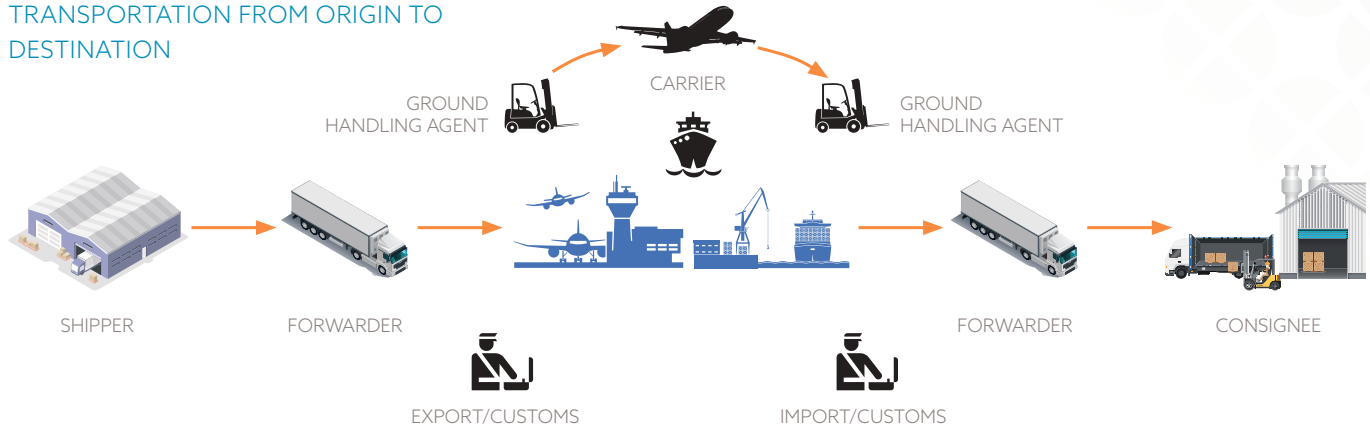 TRANSPORTATION FROM ORIGIN TO
DESTINATION
CARRIER
GROUND
HANDLING AGENT
GROUND
HANDLING AGENT
SHIPPER
FORWARDER
FORWARDER
CONSIGNEE
EXPORT/CUSTOMS
IMPORT/CUSTOMS